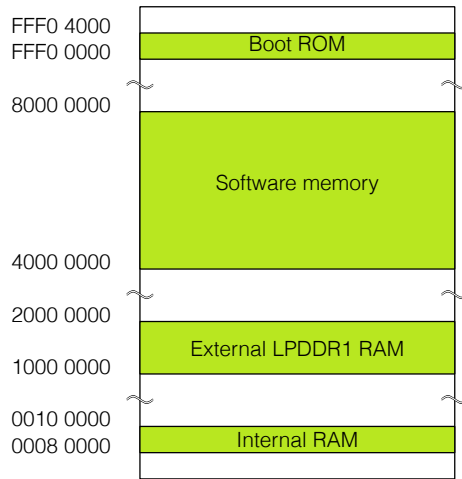 FFF0 4000
Boot ROM
FFF0 0000
8000 0000
Software memory
4000 0000
2000 0000
External LPDDR1 RAM
1000 0000
0010 0000
Internal RAM
0008 0000